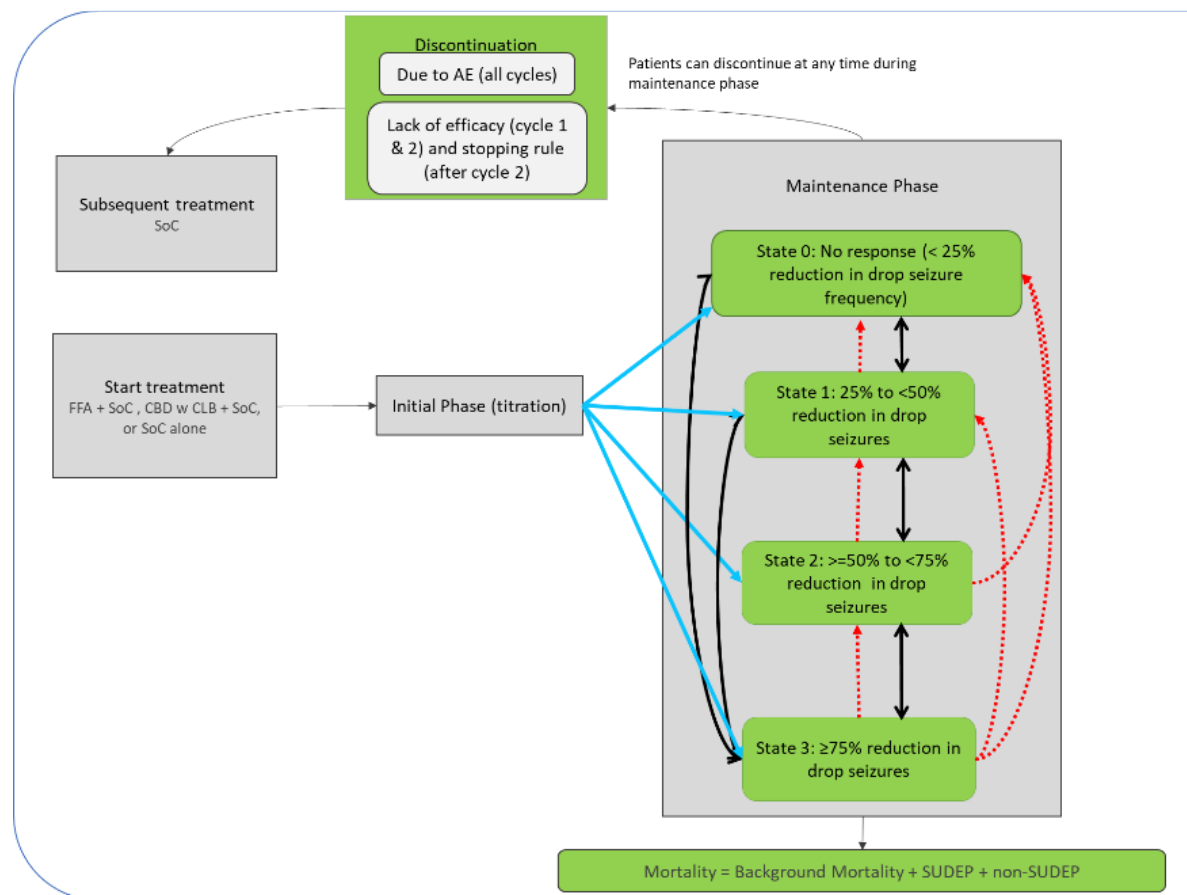 Discontinuation
Due to AE (all cycles)
Lack of efficacy (cycle 1
& 2) and stopping rule
(after cycle 2)
Patients can discontinue at any time during
maintenance phase
Subsequent treatment
SoC
Start treatment
FFA + SoC , CBD w CLB + SoC,
or SoC alone
Initial Phase (titration)
Maintenance Phase
State 0: No response (< 25%
reduction in drop seizure
frequency)
State 1: 25% to <50%
reduction in drop
seizures
State 2: >=50% to <75%
reduction in drop
seizures
State 3: ≥75% reduction in
drop seizures
Mortality = Background Mortality + SUDEP + non-SUDEP